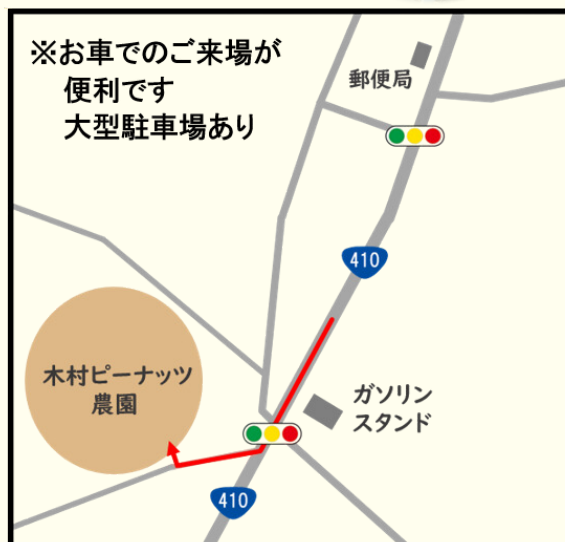 ※お車でのご来場が
便利です
大型駐車場あり
郵便局
410
木村ピーナッツ
農園
ガソリン
スタンド
410